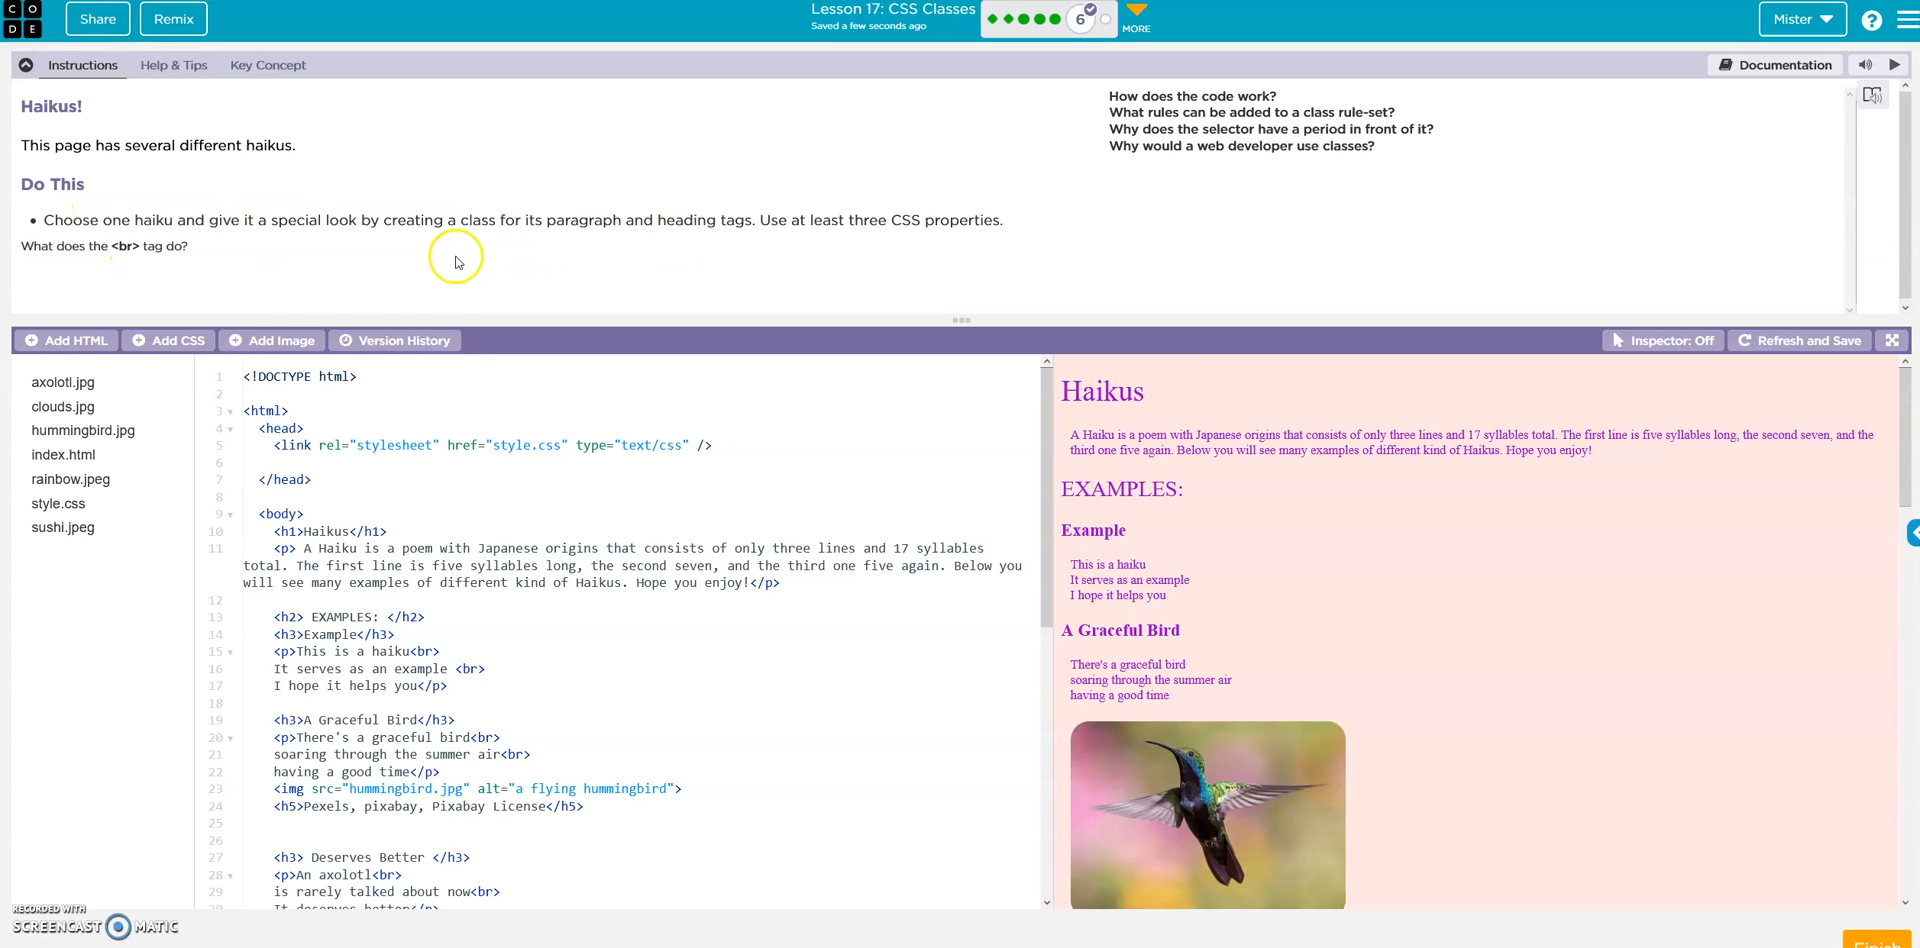 CO
DE
Share
Remix
Lesson 17: CSS Classes
Saved a few seconds ago
6
MORE
Mister
?
Instructions
Help & Tips
Key Concept
Documentation
Haikus!
This page has several different haikus.
Do This
• Choose one haiku and give it a special look by creating a class for its paragraph and heading tags. Use at least three CSS properties.
What does the <br> tag do?
How does the code work?
What rules can be added to a class rule-set?
Why does the selector have a period in front of it?
Why would a web developer use classes?
Add HTML
Add CSS
Add Image
Version History
Inspector: Off
Refresh and Save
axolotl.jpg
clouds.jpg
hummingbird.jpg
index.html
rainbow.jpeg
style.css
sushi.jpeg
1 <!DOCTYPE html>
2
3 <html>
4 <head>
5 <link rel="stylesheet" href="style.css" type="text/css" />
6
7 </head>
8
9 <body>
10 <h1>Haikus</h1>
11 <p> A Haiku is a poem with Japanese origins that consists of only three lines and 17 syllables
total. The first line is five syllables long, the second seven, and the third one five again. Below you
will see many examples of different kind of Haikus. Hope you enjoy!</p>
12
13 <h2> EXAMPLES: </h2>
14 <h3>Example</h3>
15 <p>This is a haiku<br>
16 It serves as an example <br>
17 I hope it helps you</p>
18
19 <h3>A Graceful Bird</h3>
20 <p>There's a graceful bird<br>
21 soaring through the summer air<br>
22 having a good time</p>
23 <img src="hummingbird.jpg" alt="a flying hummingbird">
24 <h5>Pexels, pixabay, Pixabay License</h5>
25
26
27 <h3> Deserves Better </h3>
28 <p>An axolotl<br>
29 is rarely talked about now<br>
It deserves better</p>
Haikus
A Haiku is a poem with Japanese origins that consists of only three lines and 17 syllables total. The first line is five syllables long, the second seven, and the
third one five again. Below you will see many examples of different kind of Haikus. Hope you enjoy!
EXAMPLES:
Example
This is a haiku
It serves as an example
I hope it helps you
A Graceful Bird
There's a graceful bird
soaring through the summer air
having a good time
RECORDED WITH
SCREENCAST MATIC
Finish